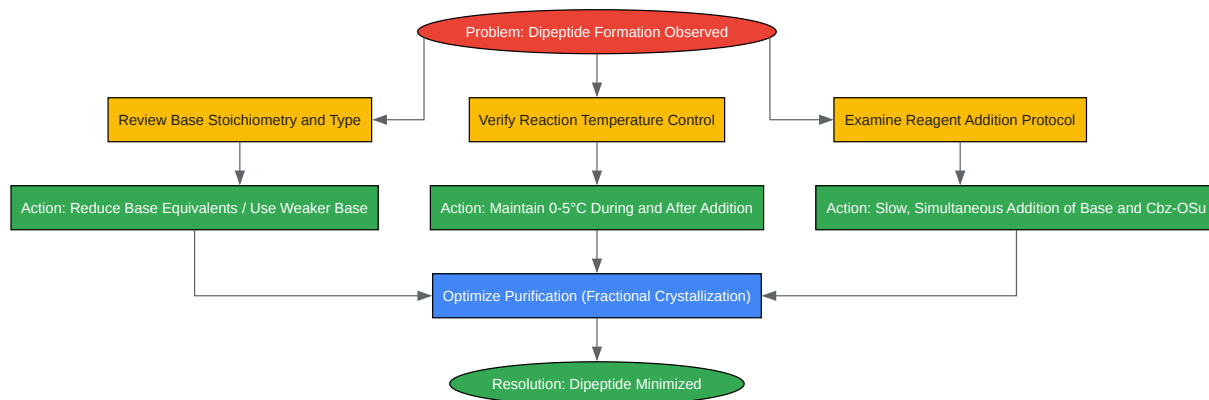 Problem: Dipeptide Formation Observed
Review Base Stoichiometry and Type
Verify Reaction Temperature Control
Examine Reagent Addition Protocol
Action: Reduce Base Equivalents / Use Weaker Base
Action: Maintain 0-5°C During and After Addition
Action: Slow, Simultaneous Addition of Base and Cbz-OSu
Optimize Purification (Fractional Crystallization)
Resolution: Dipeptide Minimized